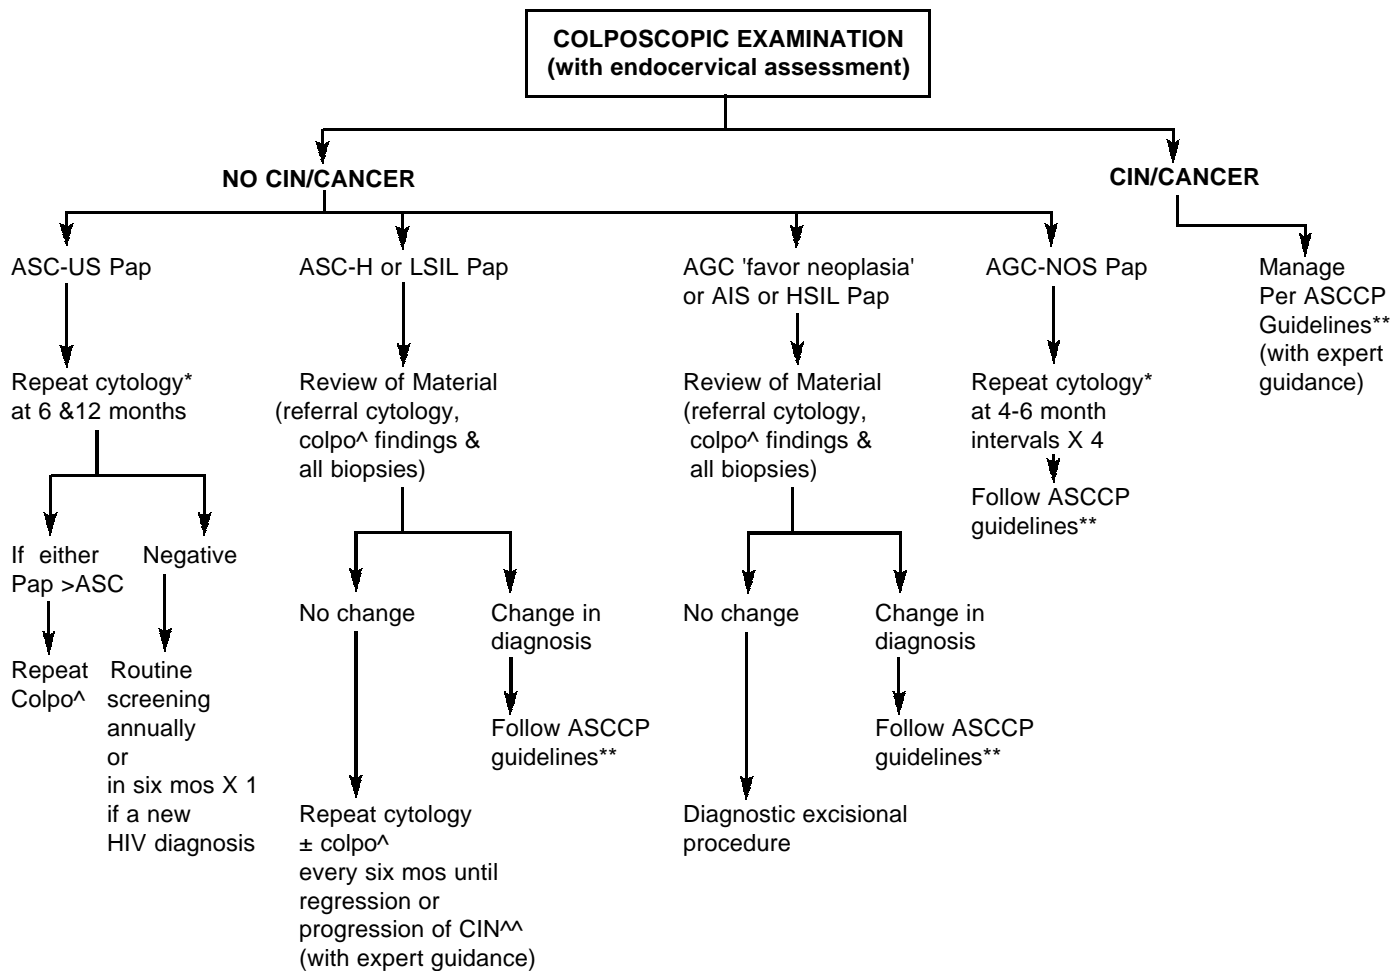 COLPOSCOPIC EXAMINATION
(with endocervical assessment)
NO CIN/CANCER
CIN/CANCER
ASC-US Pap
Repeat cytology*
at 6 &12 months
If either
Pap >ASC
Repeat
Colpo^
Negative
Routine
screening
annually
or
in six mos X 1
if a new
HIV diagnosis
ASC-H or LSIL Pap
Review of Material
(referral cytology,
colpo^ findings &
all biopsies)
No change
Repeat cytology
± colpo^
every six mos until
regression or
progression of CIN^^
(with expert guidance)
Change in
diagnosis
Follow ASCCP
guidelines**
AGC 'favor neoplasia'
or AIS or HSIL Pap
Review of Material
(referral cytology,
colpo^ findings &
all biopsies)
No change
Diagnostic excisional
procedure
Change in
diagnosis
Follow ASCCP
guidelines**
AGC-NOS Pap
Repeat cytology*
at 4-6 month
intervals X 4
Follow ASCCP
guidelines**
Manage
Per ASCCP
Guidelines**
(with expert
guidance)